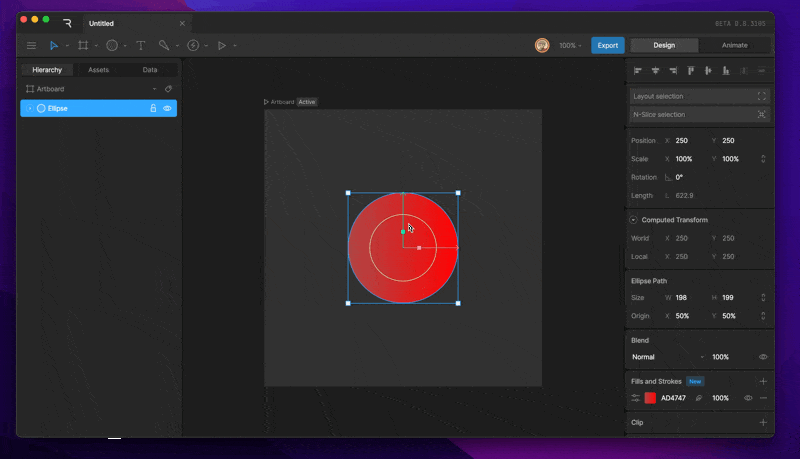 Untitled
BETA 0.8.3105
100%
Export
Design
Animate
Hierarchy
Assets
Data
Artboard
Ellipse
Artboard Active
Layout selection
N-Slice selection
Position X 250 Y 250
Scale X 100% Y 100%
Rotation 0°
Length L 622.9
Computed Transform
World X 250 Y 250
Local X 250 Y 250
Ellipse Path
Size W 198 H 199
Origin X 50% Y 50%
Blend
Normal 100%
Fills and Strokes New
AD4747 100%
Clip